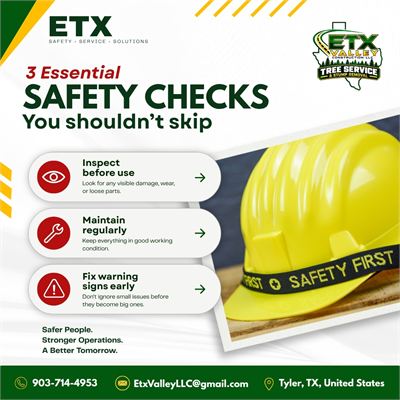 ETX
SAFETY • SERVICE • SOLUTIONS
ETX
VALLEY
TREE SERVICE
& STUMP REMOVAL
3 Essential
SAFETY CHECKS
You shouldn't skip
Inspect
before use
Look for any visible damage, wear,
or loose parts.
Maintain
regularly
Keep everything in good working
condition.
Fix warning
signs early
Don't ignore small issues before
they become big ones.
FIRST
SAFETY FIRST
Safer People.
Stronger Operations.
A Better Tomorrow.
903-714-4953
EtxValleyLLC@gmail.com
Tyler, TX, United States